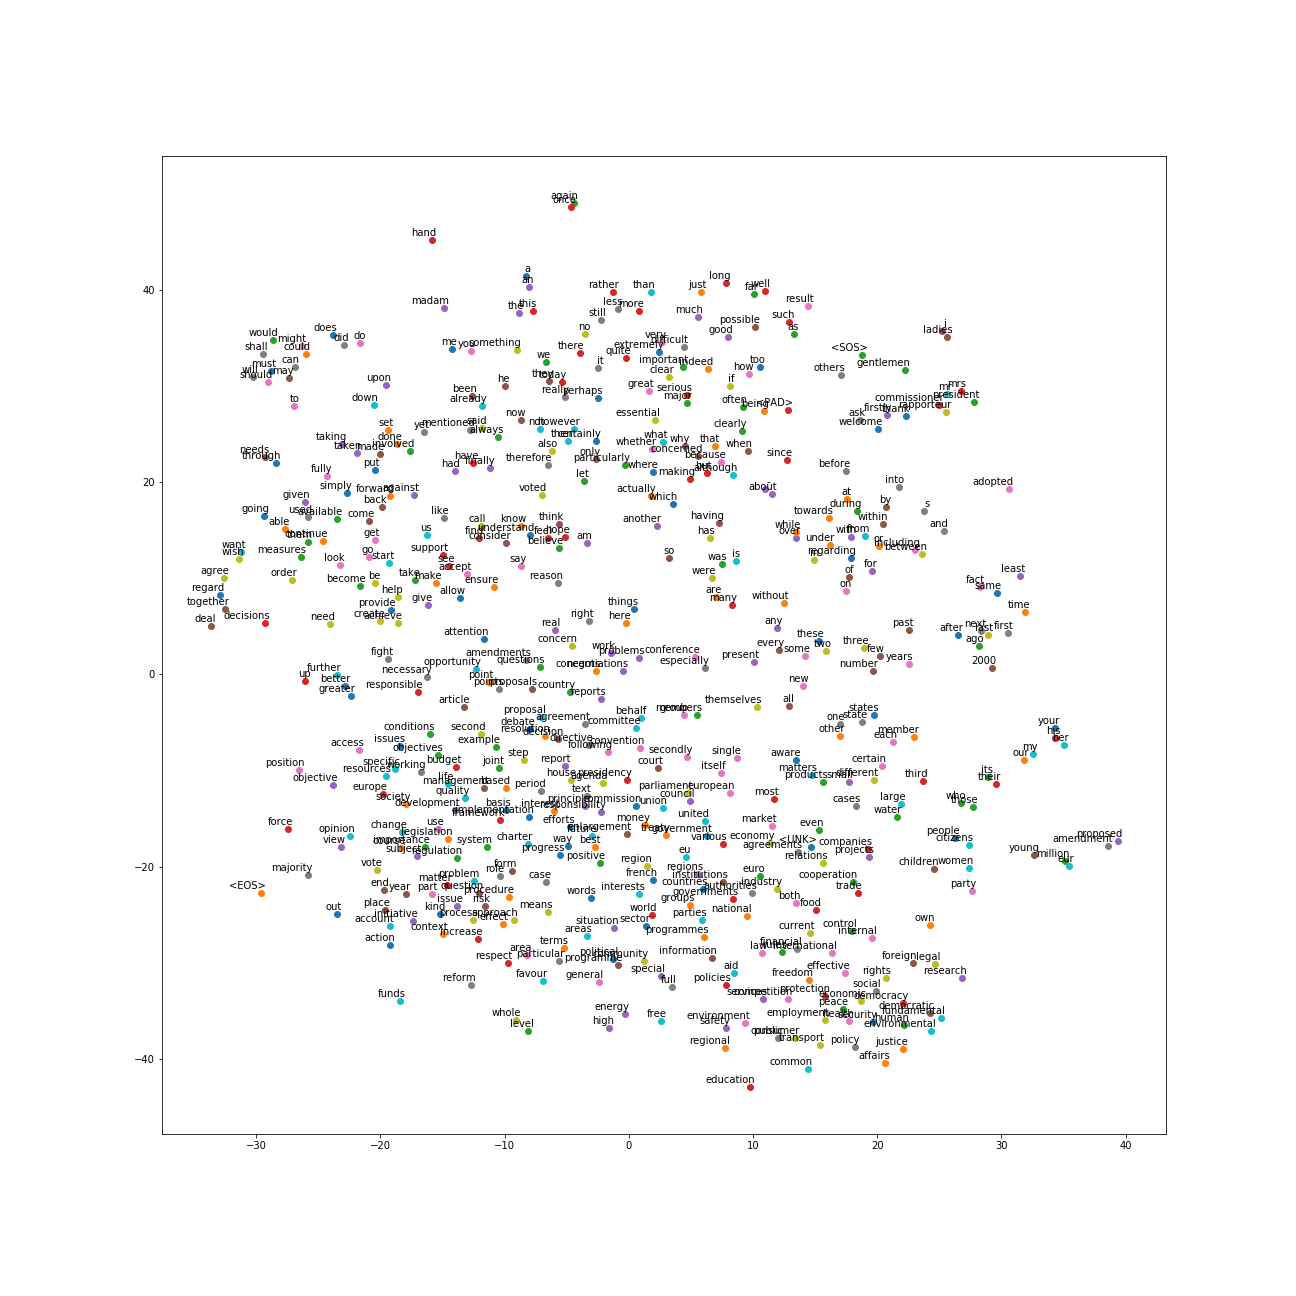 again
once
hand
a
an
long
well
rather
than
just
far
madam
the
this
less
more
still
much
result
such
possible
as
no
good
i
ladies
would
does
did
do
might
shall
could
me
you
something
we
there
quite
very
difficult
extremely
<SOS>
gentlemen
others
can
must
will
may
should
he
they
today
it
important
indeed
clear
how
too
upon
been
already
really
perhaps
great
serious
major
if
often
being
<PAD>
mr
mrs
president
commissioner
rapporteur
to
down
set
yet
mentioned
said
now
not
however
essential
firstly
thank
ask
welcome
taking
taken
done
involved
made
always
also
then
certainly
whether
what
why
that
clearly
when
concerned
needs
through
put
had
have
finally
therefore
only
particularly
where
because
but
although
making
since
before
fully
simply
forward
against
let
voted
actually
which
about
into
adopted
given
back
at
during
by
s
going
used
available
come
like
call
know
think
another
having
towards
within
and
able
continue
us
find
understand
feel
hope
has
while
over
with
from
or
want
wish
measures
get
consider
believe
am
under
regarding
including
between
in
look
go
start
support
see
accept
say
so
was
is
of
for
agree
order
become
be
take
make
ensure
reason
were
on
fact
least
regard
help
allow
are
many
without
same
together
provide
give
things
time
deal
decisions
need
create
achieve
right
here
attention
real
any
past
after
next
last
first
concern
work
these
ago
fight
amendments
questions
problems
conference
every
some
two
three
few
2000
further
necessary
opportunity
negotiations
especially
present
number
years
up
better
greater
responsible
point
points
proposals
country
new
article
reports
themselves
all
proposal
agreement
behalf
members
states
conditions
second
debate
resolution
decision
committee
one
state
your
issues
example
directive
following
other
each
member
his
her
access
objectives
convention
secondly
single
my
our
position
specific
resources
working
budget
joint
step
report
court
itself
aware
certain
objective
life
management
based
house
presidency
matters
products
small
different
third
its
their
europe
society
quality
period
agenda
text
parliament
european
council
development
implementation
basis
interest
principle
responsibility
commission
union
most
cases
large
who
those
framework
water
force
opinion
change
legislation
use
efforts
enlargement
money
treaty
united
market
even
view
importance
course
subject
system
charter
future
way
best
government
various
economy
agreements
<UNK>
companies
people
citizens
proposed
amendment
regulation
progress
positive
eu
relations
projects
young
million
eur
majority
vote
problem
form
role
case
region
regions
institutions
euro
cooperation
children
women
<EOS>
end
year
part
matter
question
procedure
words
french
interests
countries
authorities
governments
industry
both
trade
party
out
place
initiative
kind
issue
risk
means
world
groups
food
account
context
process
approach
effect
situation
sector
parties
national
own
action
increase
areas
programmes
current
control
internal
respect
area
particular
terms
political
programme
community
information
law
financial
international
reform
favour
general
special
full
aid
policies
freedom
effective
foreign
legal
rights
research
funds
services
competition
protection
economic
social
peace
democracy
democratic
fundamental
whole
level
high
energy
free
environment
safety
employment
health
security
human
environmental
regional
public
consumer
transport
policy
justice
affairs
common
education
40
20
0
−20
−40
−30
−20
−10
0
10
20
30
40